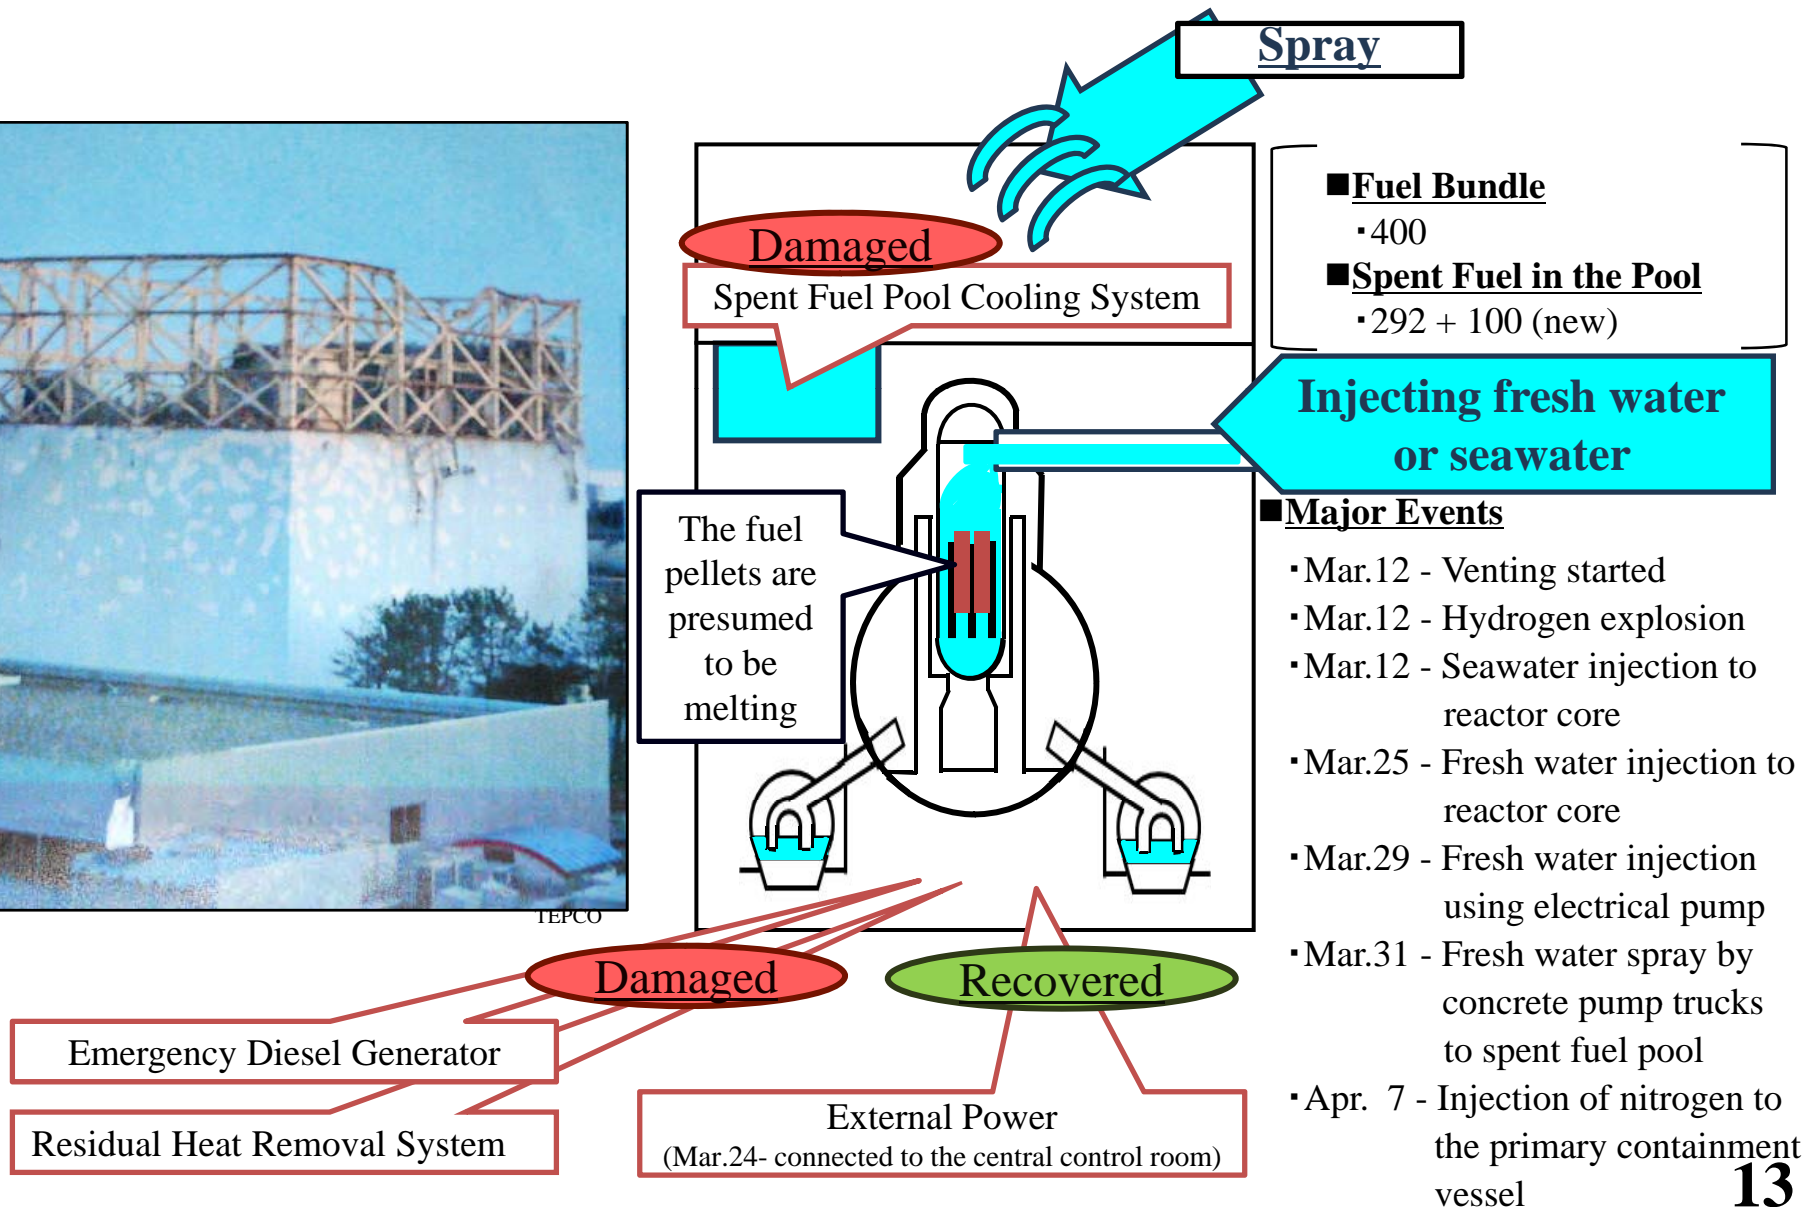 Spray
Damaged
Spent Fuel Pool Cooling System
■Fuel Bundle
・400
■Spent Fuel in the Pool
・292 + 100 (new)
Injecting fresh water
or seawater
The fuel
pellets are
presumed
to be
melting
■Major Events
・Mar.12 - Venting started
・Mar.12 - Hydrogen explosion
・Mar.12 - Seawater injection to
reactor core
・Mar.25 - Fresh water injection to
reactor core
・Mar.29 - Fresh water injection
using electrical pump
・Mar.31 - Fresh water spray by
concrete pump trucks
to spent fuel pool
・Apr. 7 - Injection of nitrogen to
the primary containment
vessel
TEPCO
Damaged
Recovered
Emergency Diesel Generator
Residual Heat Removal System
External Power
(Mar.24- connected to the central control room)
13